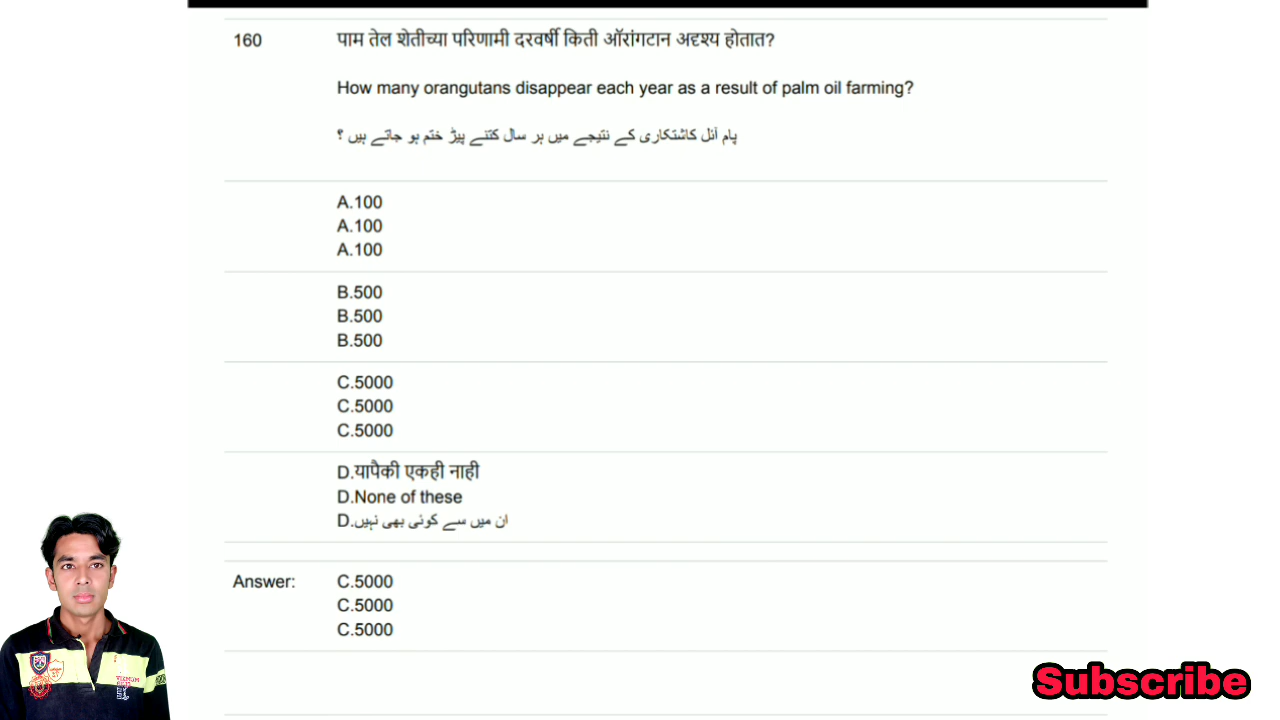 160 पाम तेल शेतीच्या परिणामी दरवर्षी किती ऑरांगटान अदृश्य होतात?
How many orangutans disappear each year as a result of palm oil farming?
پام آئل کاشتکاری کے نتیجے میں ہر سال کتنے پیڑ ختم ہو جاتے ہیں ؟
A.100
A.100
A.100
B.500
B.500
B.500
C.5000
C.5000
C.5000
D.यापैकी एकही नाही
D.None of these
D.ان میں سے کوئی بھی نہیں
Answer: C.5000
C.5000
C.5000
Subscribe